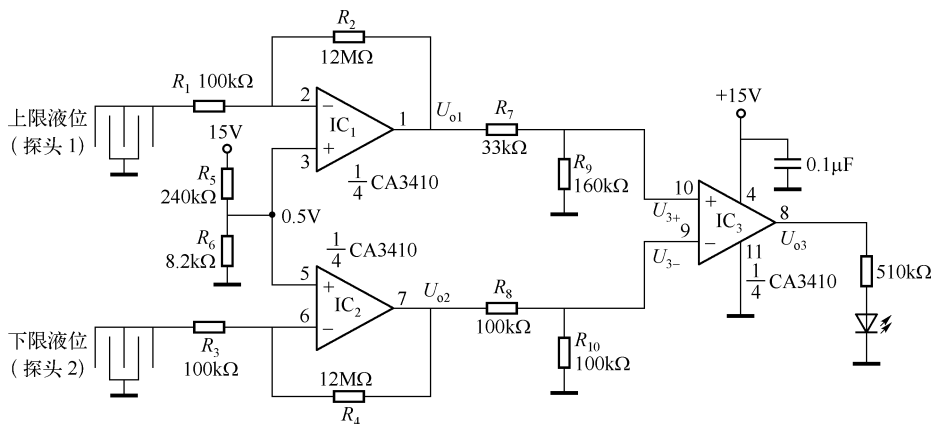 R2
12MΩ
R1 100kΩ
上限液位
（探头 1）
15V
R5
240kΩ
R6
8.2kΩ
0.5V
2
−
IC1
3
+
1
Uo1
1/4 CA3410
R7
33kΩ
R9
160kΩ
+15V
0.1μF
10
+
4
U3+
9
−
IC3
8
U3−
11
Uo3
1/4 CA3410
510kΩ
1/4 CA3410
5
+
IC2
6
−
7
Uo2
R8
100kΩ
R10
100kΩ
下限液位
（探头 2）
R3
100kΩ
12MΩ
R4